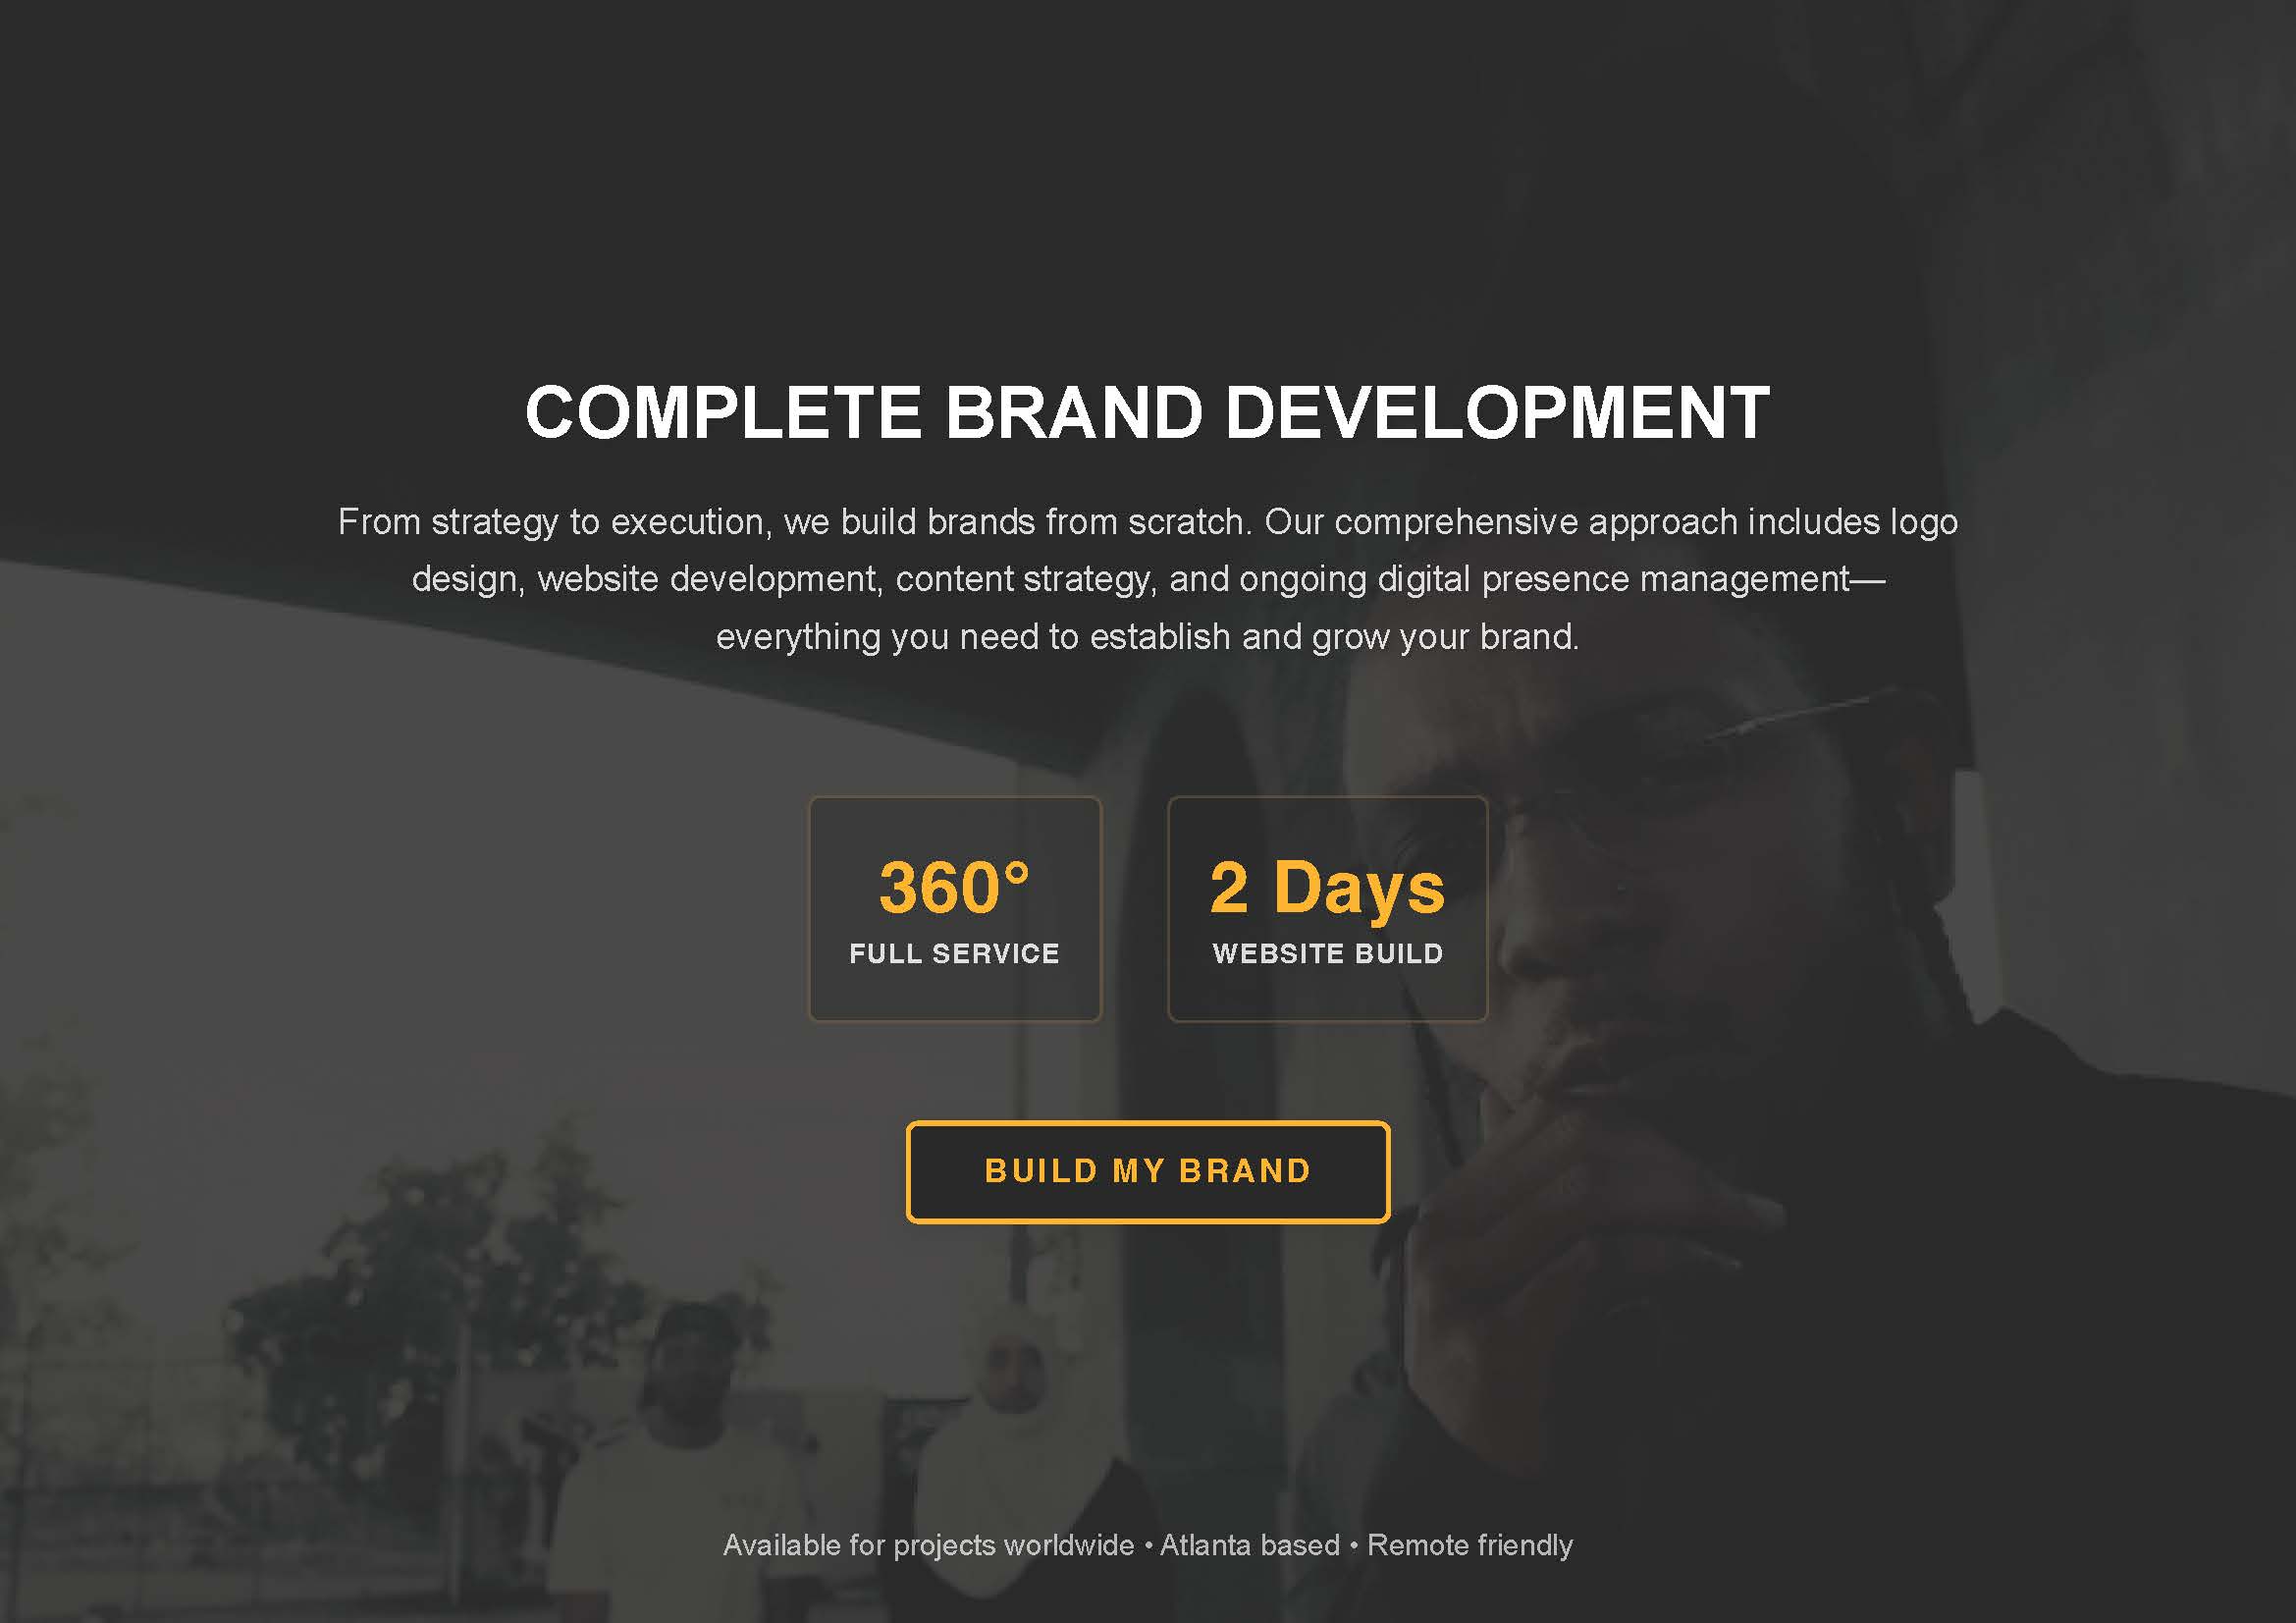 COMPLETE BRAND DEVELOPMENT
From strategy to execution, we build brands from scratch. Our comprehensive approach includes logo
design, website development, content strategy, and ongoing digital presence management—
everything you need to establish and grow your brand.
360°
FULL SERVICE
2 Days
WEBSITE BUILD
BUILD MY BRAND
Available for projects worldwide • Atlanta based • Remote friendly